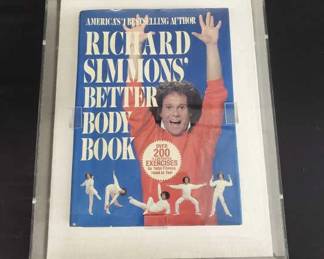 AMERICA'S #1 BESTSELLING AUTHOR
RICHARD
SIMMONS'
BETTER
BODY
BOOK
OVER
200
EXERCISES